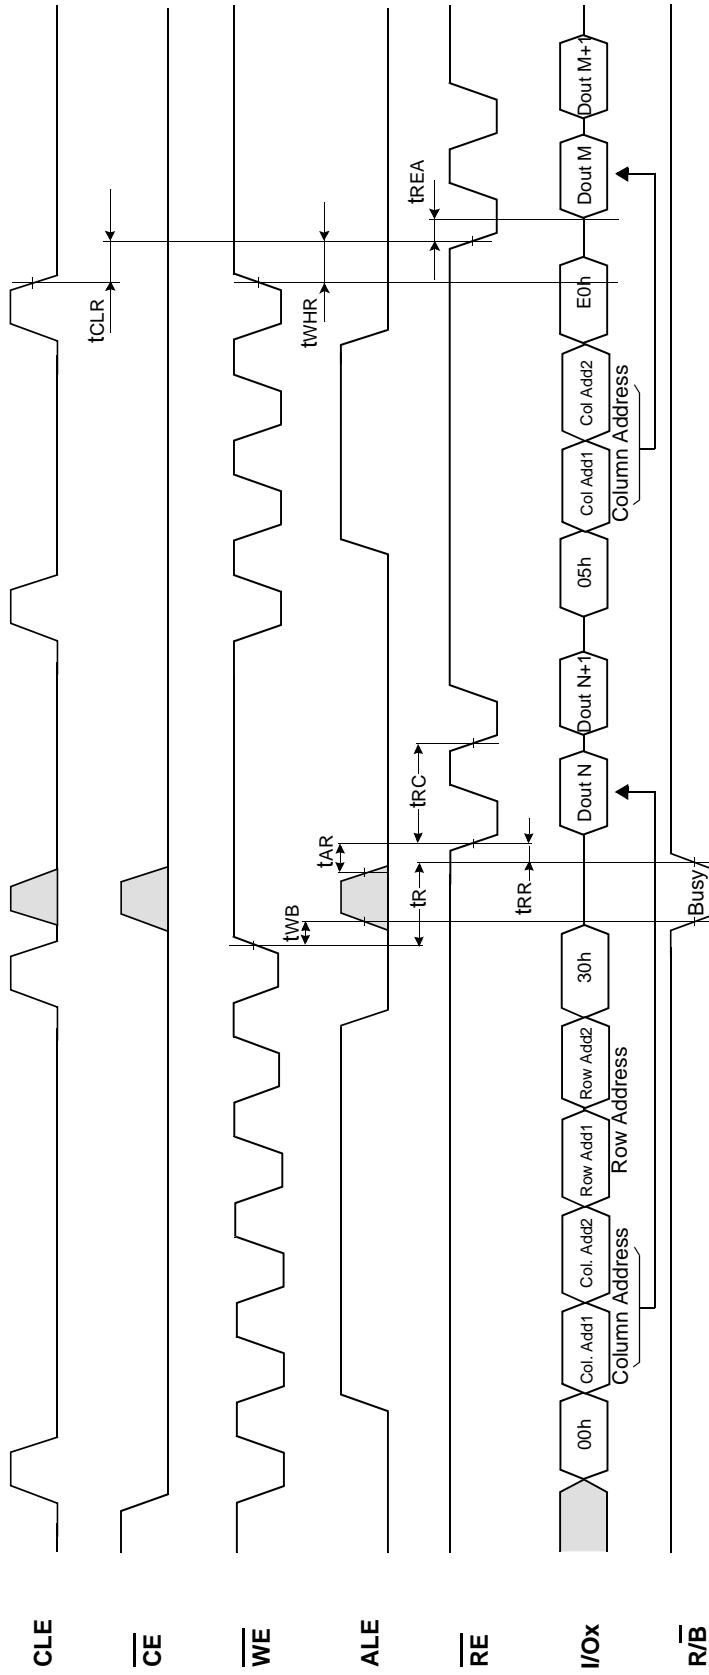 CLE
CE
WE
ALE
RE
I/Ox
R/B
tCLR
tWHR
tREA
tWB
tAR
tR
tRC
tRR
00h
Col. Add1
Col. Add2
Row Add1
Row Add2
30h
Dout N
Dout N+1
05h
Col Add1
Col Add2
E0h
Dout M
Dout M+1
Column Address
Row Address
Column Address
Busy